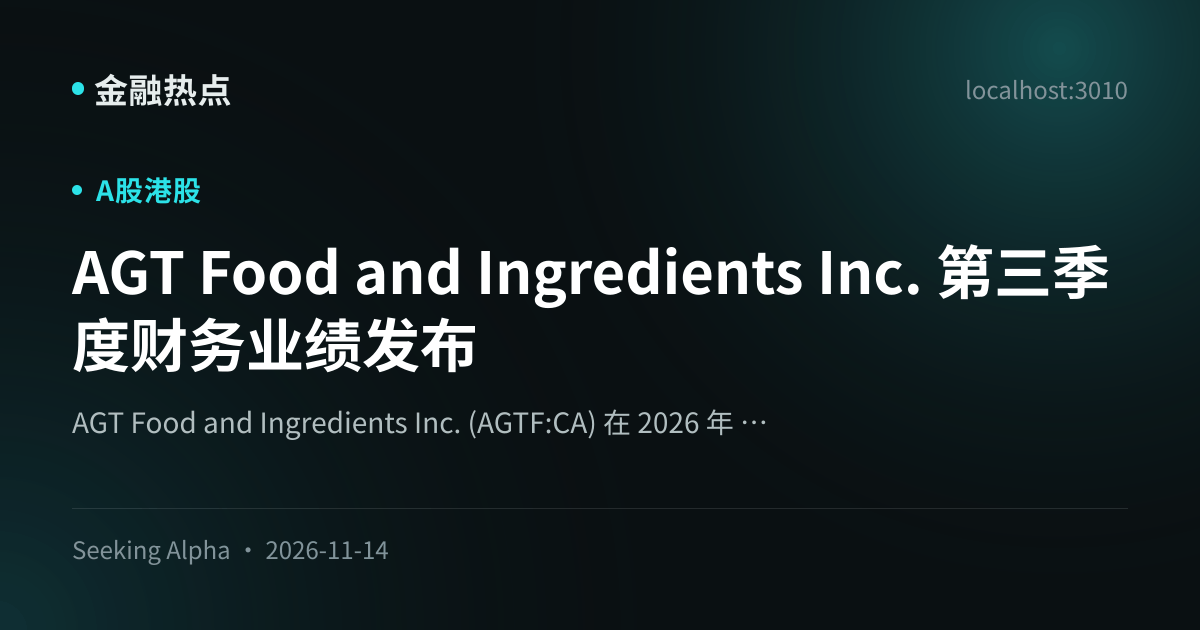 金融热点
localhost:3010
A股港股
AGT Food and Ingredients Inc. 第三季
度财务业绩发布
AGT Food and Ingredients Inc. (AGTF:CA) 在 2026 年 …
Seeking Alpha · 2026-11-14